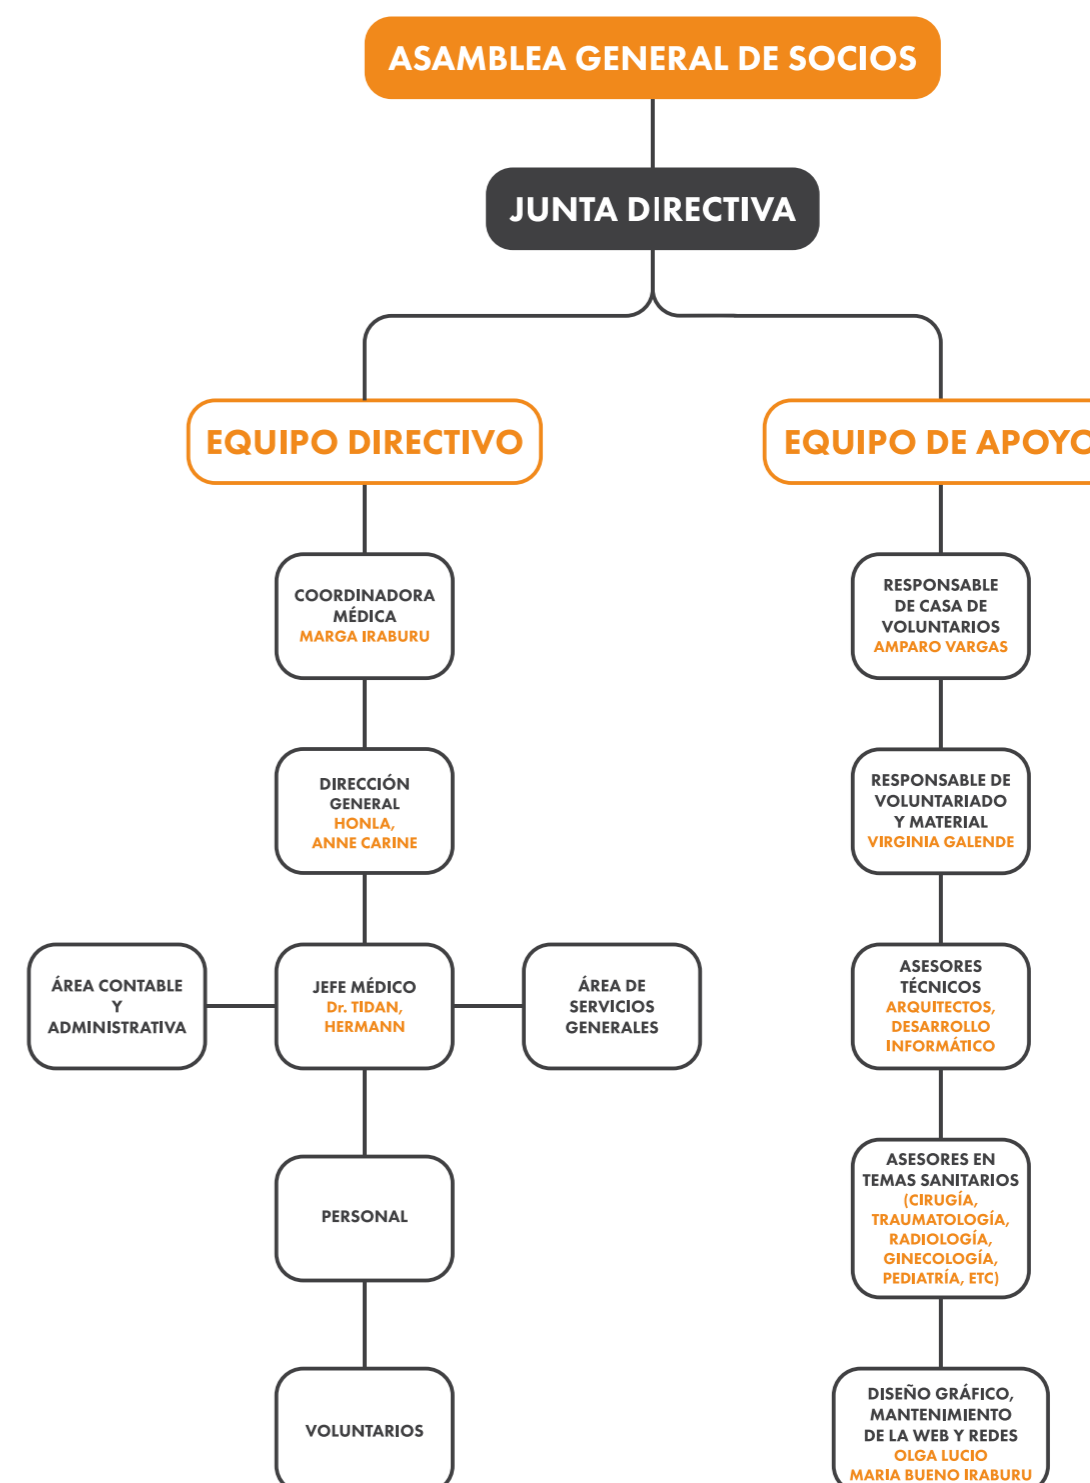 ASAMBLEA GENERAL DE SOCIOS
JUNTA DIRECTIVA
EQUIPO DIRECTIVO
COORDINADORA
MÉDICA
MARGA IRABURU
DIRECCIÓN
GENERAL
HONLA,
ANNE CARINE
ÁREA CONTABLE
Y
ADMINISTRATIVA
JEFE MÉDICO
Dr. TIDAN,
HERMANN
ÁREA DE
SERVICIOS
GENERALES
PERSONAL
VOLUNTARIOS
EQUIPO DE APOYO
RESPONSABLE
DE CASA DE
VOLUNTARIOS
AMPARO VARGAS
RESPONSABLE DE
VOLUNTARIADO
Y MATERIAL
VIRGINIA GALENDE
ASESORES
TÉCNICOS
ARQUITECTOS,
DESARROLLO
INFORMÁTICO
ASESORES EN
TEMAS SANITARIOS
(CIRUGÍA,
TRAUMATOLOGÍA,
RADIOLOGÍA,
GINECOLOGÍA,
PEDIATRÍA, ETC)
DISEÑO GRÁFICO,
MANTENIMIENTO
DE LA WEB Y REDES
OLGA LUCIO
MARIA BUENO IRABURU